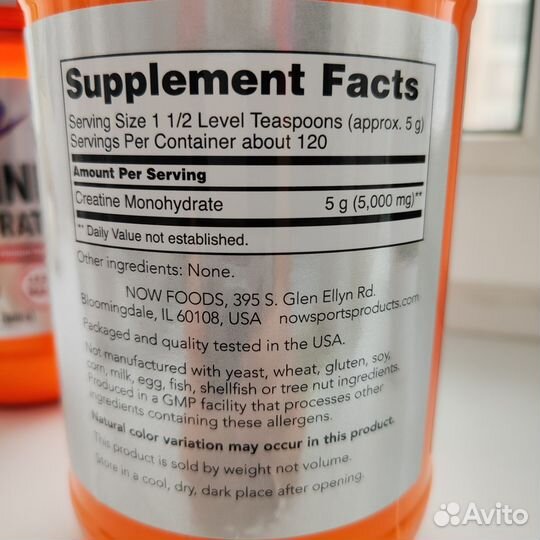 Supplement Facts
Serving Size 1 1/2 Level Teaspoons (approx. 5 g)
Servings Per Container about 120
Amount Per Serving
Creatine Monohydrate 5 g (5,000 mg)**
** Daily Value not established.
Other ingredients: None.
NOW FOODS, 395 S. Glen Ellyn Rd.
Bloomingdale, IL 60108, USA nowsportsproducts.com
Packaged and quality tested in the USA.
Not manufactured with yeast, wheat, gluten, soy,
corn, milk, egg, fish, shellfish or tree nut ingredients.
Produced in a GMP facility that processes other
ingredients containing these allergens.
Natural color variation may occur in this product.
This product is sold by weight not volume.
Store in a cool, dry, dark place after opening.
Avito